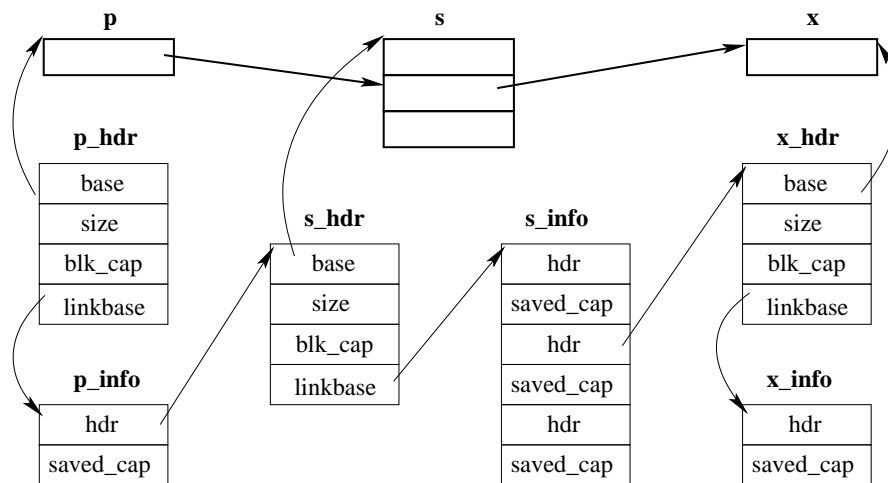 p
s
x
p_hdr
base
size
blk_cap
linkbase
s_hdr
base
size
blk_cap
linkbase
s_info
hdr
saved_cap
hdr
saved_cap
hdr
saved_cap
x_hdr
base
size
blk_cap
linkbase
p_info
hdr
saved_cap
x_info
hdr
saved_cap